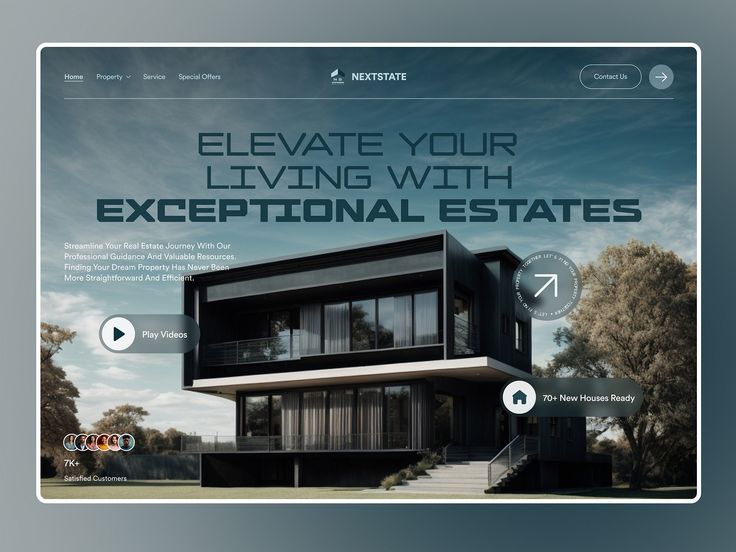 Home
Property
Service
Special Offers
NEXTSTATE
Contact Us
ELEVATE YOUR
LIVING WITH
EXCEPTIONAL ESTATES
Streamline Your Real Estate Journey With Our
Professional Guidance And Valuable Resources.
Finding Your Dream Property Has Never Been
More Straightforward And Efficient.
LET'S FIND YOUR PROPERTY TOGETHER • LET'S FIND YOUR PROPERTY TOGETHER
Play Videos
70+ New Houses Ready
7K+
Satisfied Customers